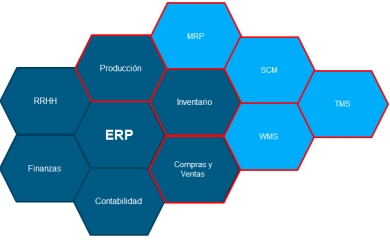 MRP
Producción
SCM
RRHH
Inventario
TMS
ERP
WMS
Finanzas
Compras y
Ventas
Contabilidad